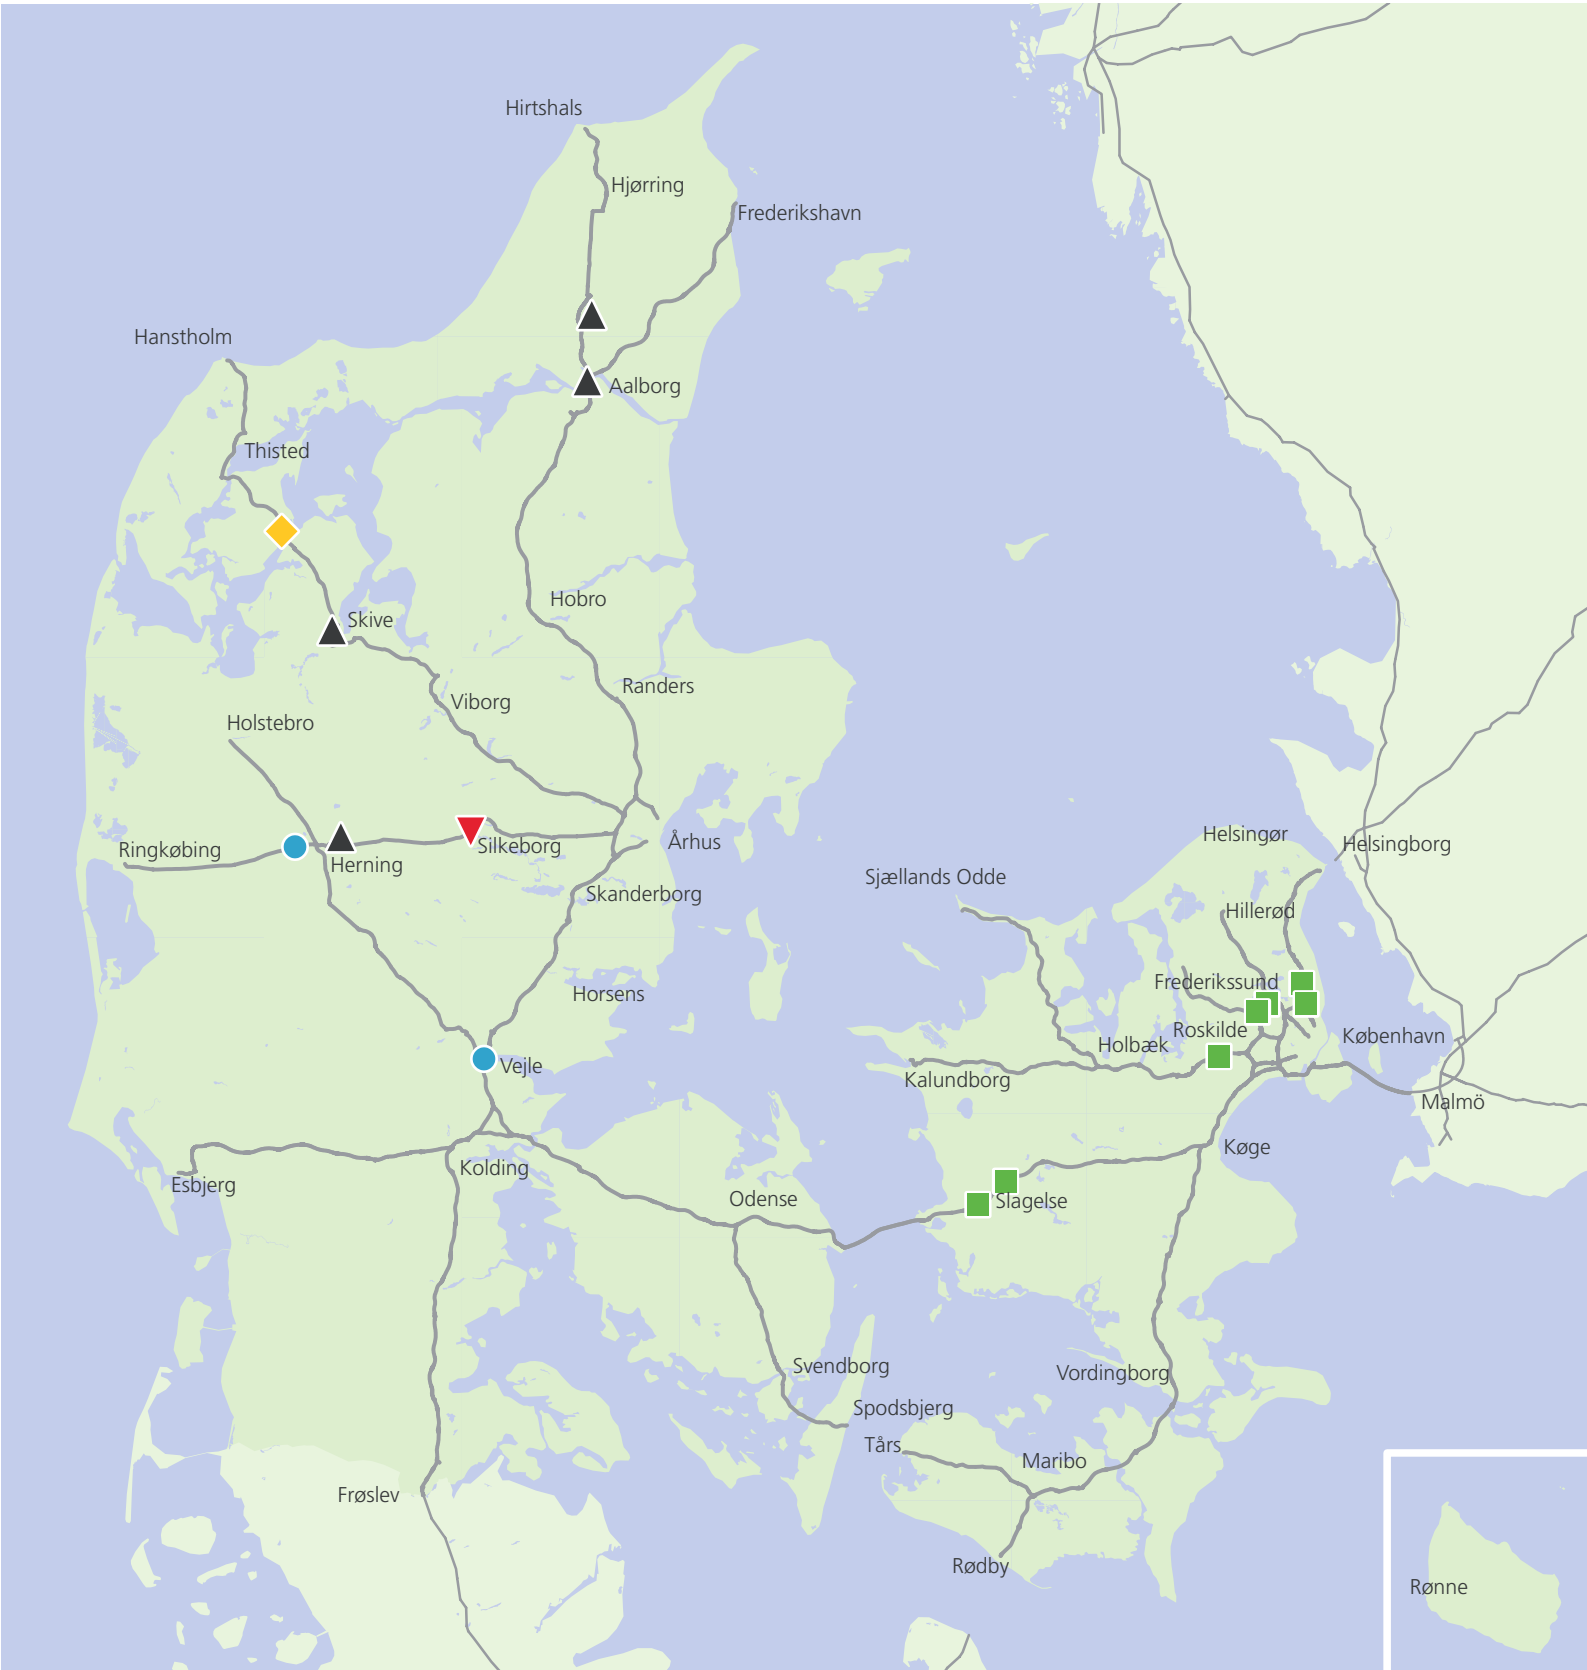 Hirtshals
Hjørring
Frederikshavn
Hanstholm
Aalborg
Thisted
Hobro
Skive
Randers
Viborg
Holstebro
Helsingør
Århus
Helsingborg
Silkeborg
Ringkøbing
Herning
Sjællands Odde
Skanderborg
Hillerød
Frederikssund
Horsens
Roskilde
København
Holbæk
Vejle
Kalundborg
Malmö
Køge
Kolding
Esbjerg
Odense
Slagelse
Svendborg
Vordingborg
Spodsbjerg
Tårs
Maribo
Frøslev
Rødby
Rønne